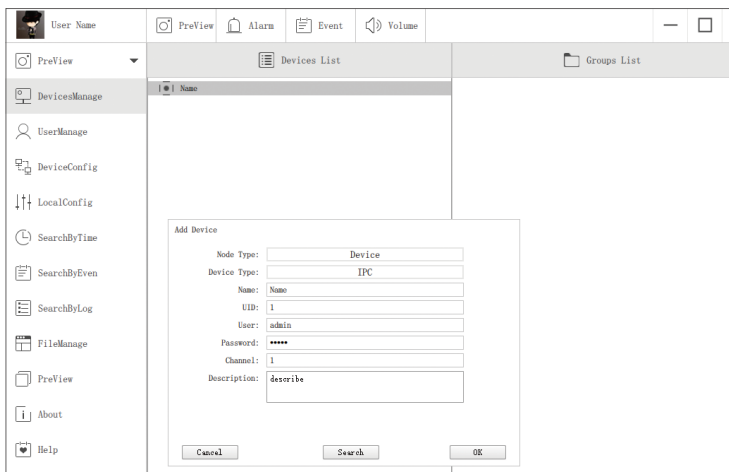 User Name
PreView
Alarm
Event
Volume
PreView
Devices List
Groups List
DevicesManage
Name
UserManage
DeviceConfig
LocalConfig
SearchByTime
SearchByEven
SearchByLog
FileManage
PreView
About
Help
Add Device
Node Type: Device
Device Type: IPC
Name: Name
UID: 1
User: admin
Password: •••••
Channel: 1
Description: describe
Cancel
Search
OK